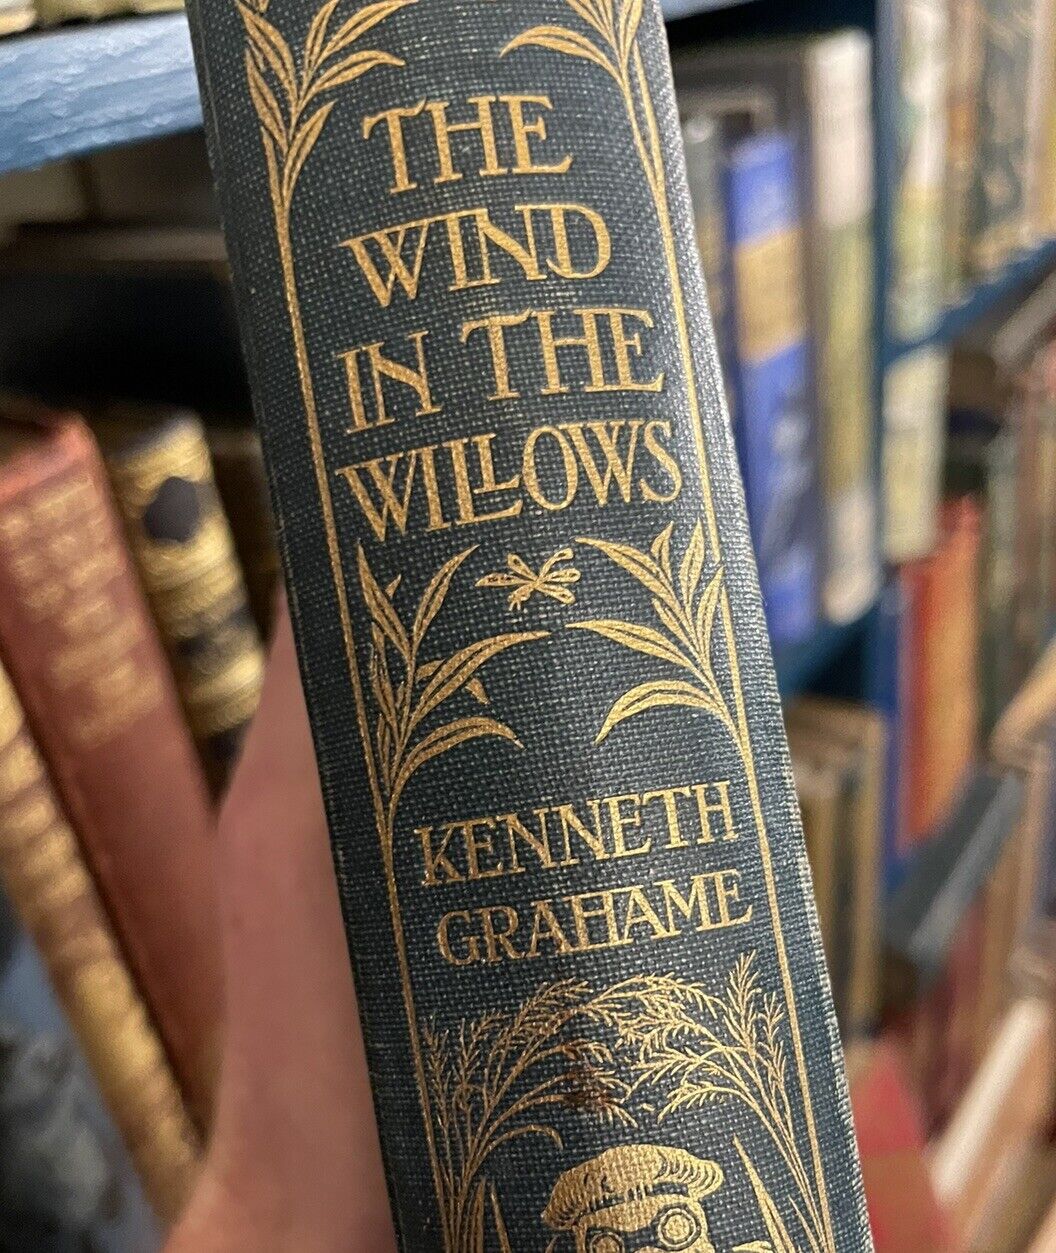 THE
WIND
IN THE
WILLOWS
KENNETH
GRAHAME